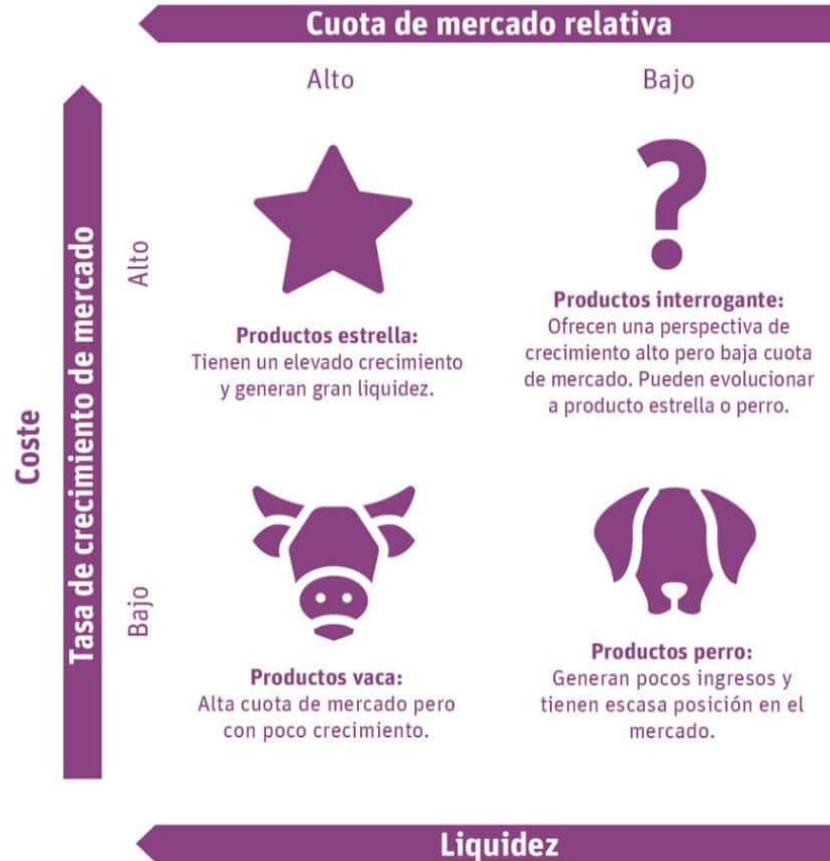 Cuota de mercado relativa
Alto
Bajo
Coste
Tasa de crecimiento de mercado
Alto
?
Productos estrella:
Tienen un elevado crecimiento
y generan gran liquidez.
Productos interrogante:
Ofrecen una perspectiva de
crecimiento alto pero baja cuota
de mercado. Pueden evolucionar
a producto estrella o perro.
Bajo
Productos vaca:
Alta cuota de mercado pero
con poco crecimiento.
Productos perro:
Generan pocos ingresos y
tienen escasa posición en el
mercado.
Liquidez